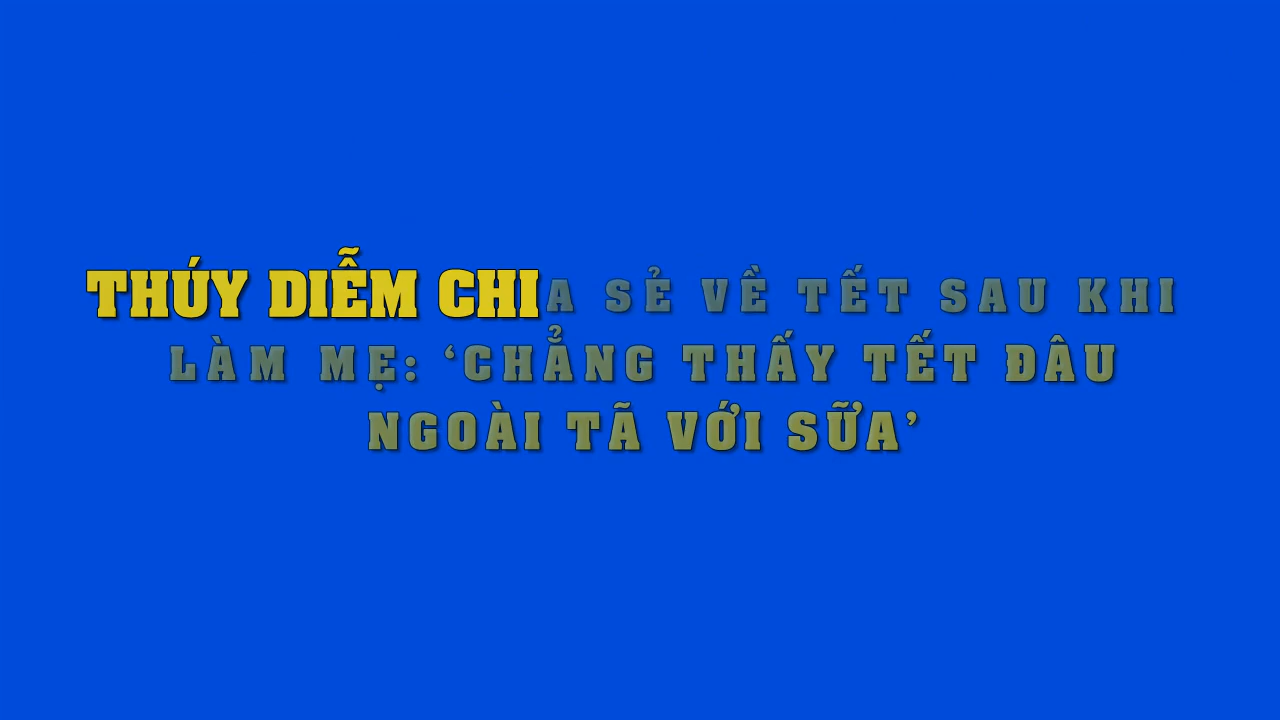 THÚY DIỄM CHIA SẺ VỀ TẾT SAU KHI
LÀM MẸ: ‘CHẲNG THẤY TẾT ĐÂU
NGOÀI TÃ VỚI SỮA’